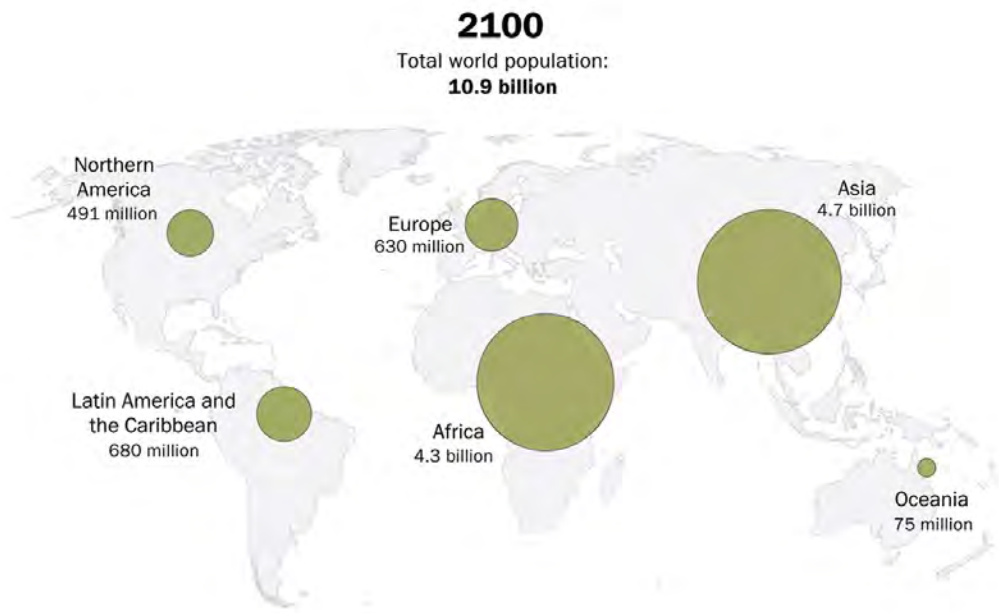 2100
Total world population:
10.9 billion
Northern
America
491 million
Europe
630 million
Asia
4.7 billion
Latin America and
the Caribbean
680 million
Africa
4.3 billion
Oceania
75 million